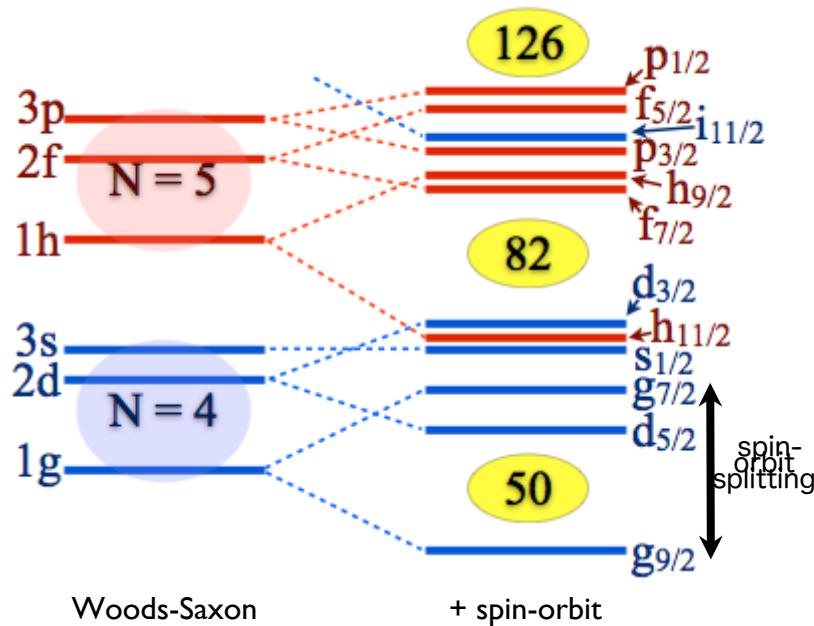 126
p1/2
3p
f5/2
i11/2
2f
N = 5
p3/2
h9/2
f7/2
1h
82
d3/2
h11/2
3s
s1/2
2d
g7/2
N = 4
d5/2
spin-
orbit
splitting
1g
50
g9/2
Woods-Saxon
+ spin-orbit